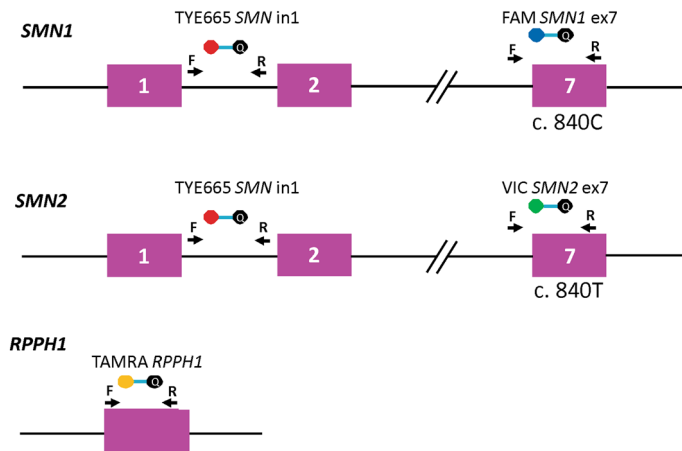 SMN1
TYE665 SMN in1
FAM SMN1 ex7
Q
Q
F
R
F
R
1
2
7
c. 840C
SMN2
TYE665 SMN in1
VIC SMN2 ex7
Q
Q
F
R
F
R
1
2
7
c. 840T
RPPH1
TAMRA RPPH1
Q
F
R